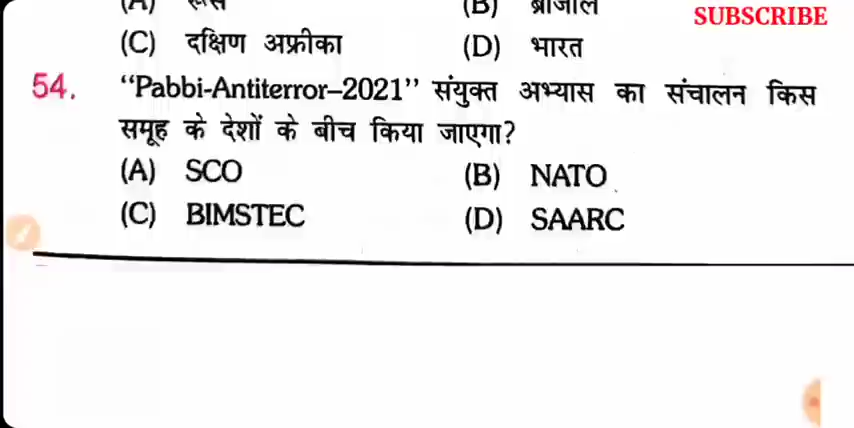 (A) रूस (B) ब्राजील
SUBSCRIBE
(C) दक्षिण अफ्रीका (D) भारत
54. “Pabbi-Antiterror–2021” संयुक्त अभ्यास का संचालन किस
समूह के देशों के बीच किया जाएगा?
(A) SCO (B) NATO
(C) BIMSTEC (D) SAARC